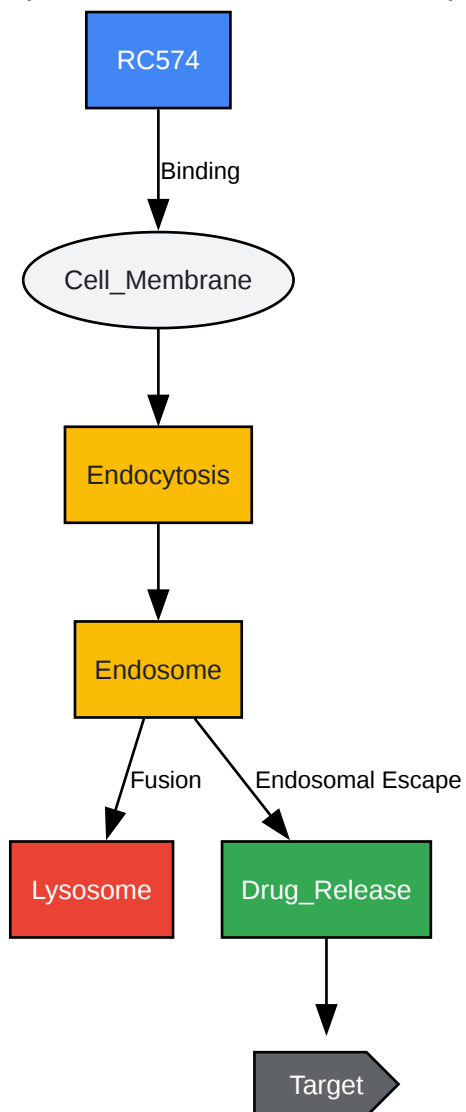 RC574
Binding
Cell_Membrane
Endocytosis
Endosome
Fusion
Endosomal Escape
Lysosome
Drug_Release
Target